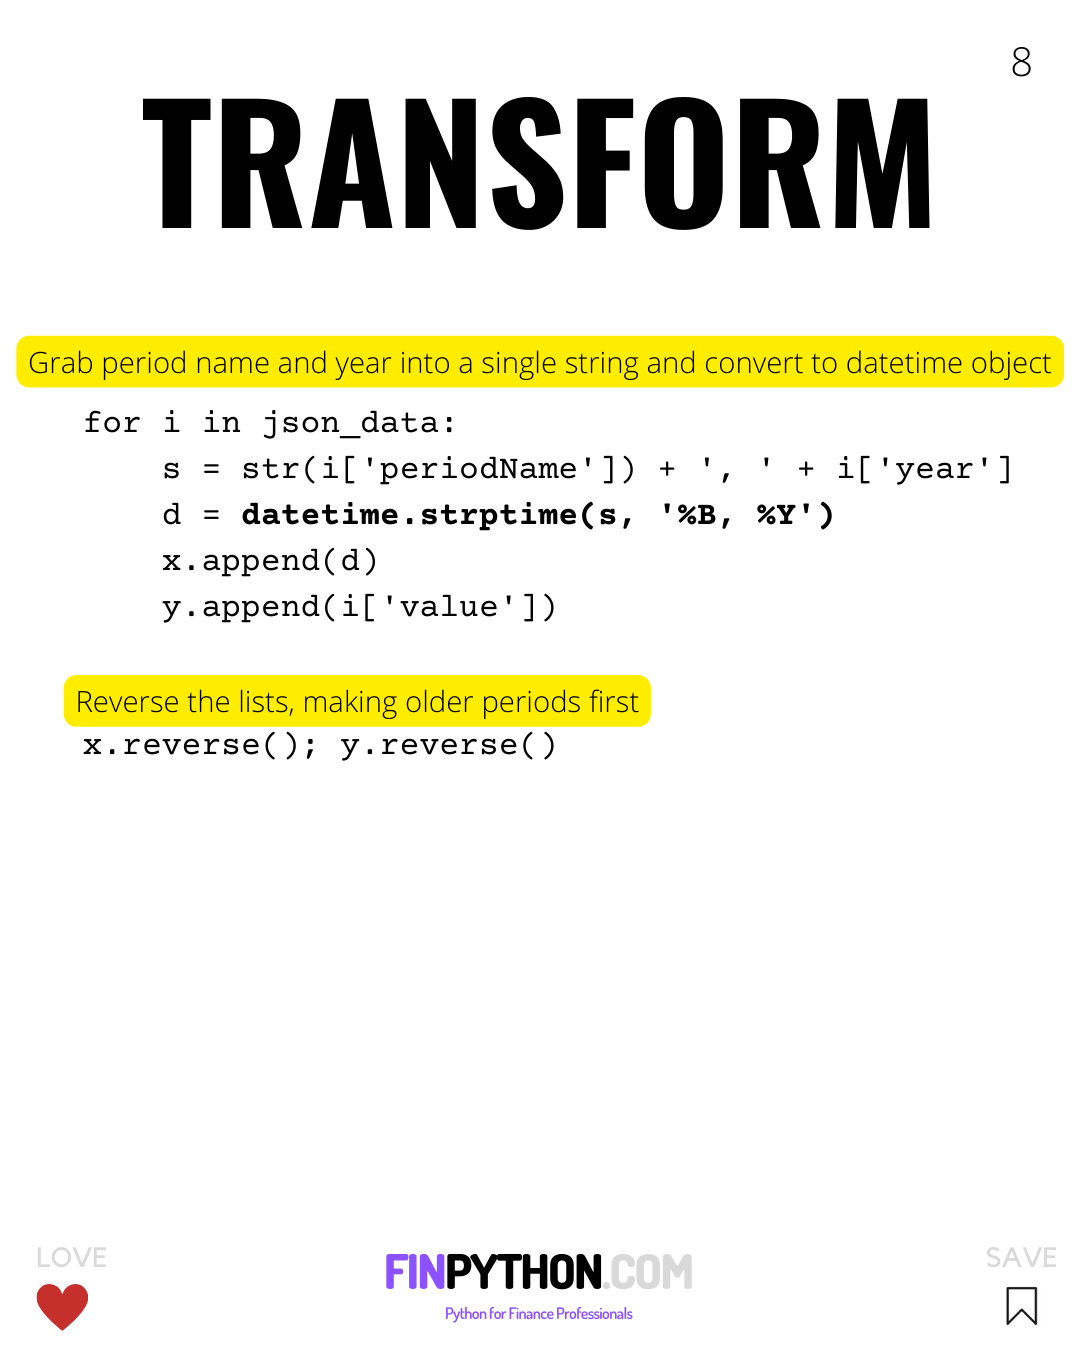 8
TRANSFORM
Grab period name and year into a single string and convert to datetime object
for i in json_data:
    s = str(i['periodName']) + ', ' + i['year']
    d = datetime.strptime(s, '%B, %Y')
    x.append(d)
    y.append(i['value'])
Reverse the lists, making older periods first
x.reverse(); y.reverse()
LOVE
FINPYTHON.COM
Python for Finance Professionals
SAVE